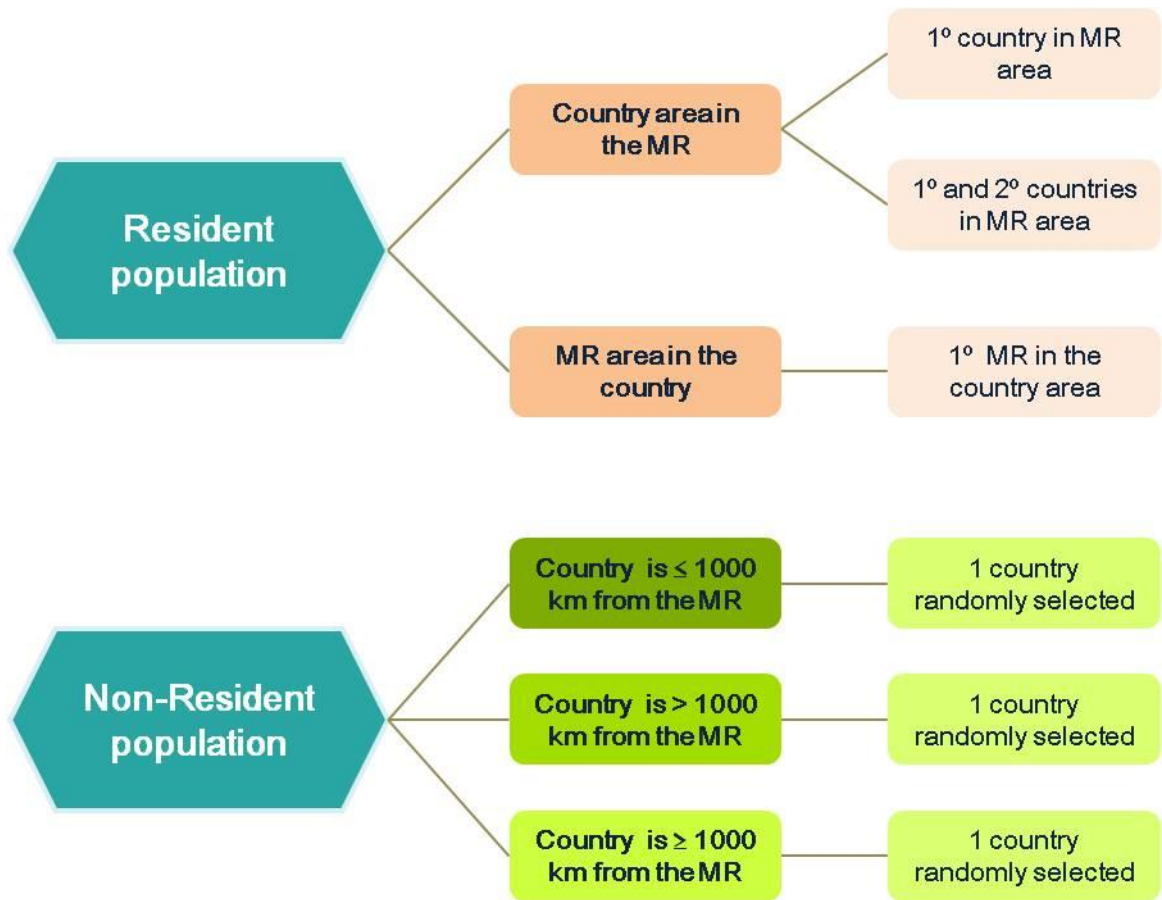 1º country in MR
area
Country area in
the MR
1º and 2º countries
in MR area
Resident
population
MR area in the
country
1º MR in the
country area
Country is ≤ 1000
km from the MR
1 country
randomly selected
Non-Resident
population
Country is > 1000
km from the MR
1 country
randomly selected
Country is ≥ 1000
km from the MR
1 country
randomly selected